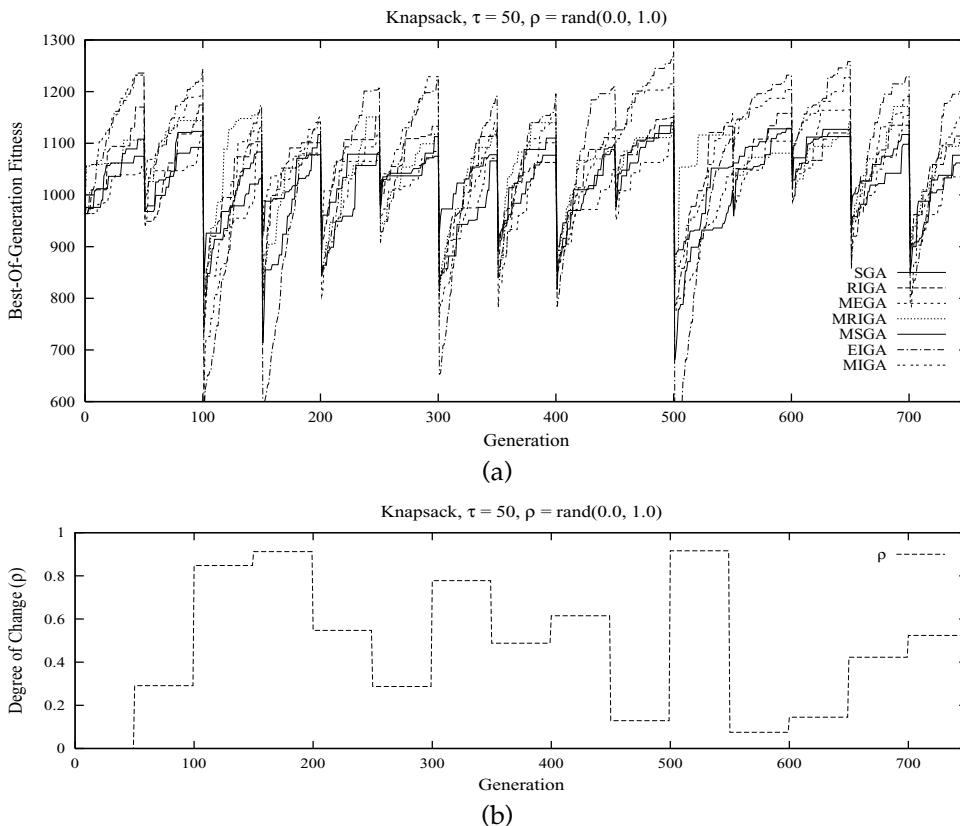 Knapsack, τ = 50, ρ = rand(0.0, 1.0)
1300
1200
1100
1000
900
800
700
600
Best-Of-Generation Fitness
SGA
RIGA
MEGA
MRIGA
MSGA
EIGA
MIGA
0 100 200 300 400 500 600 700
Generation
(a)
Knapsack, τ = 50, ρ = rand(0.0, 1.0)
1
0.8
0.6
0.4
0.2
0
Degree of Change (ρ)
ρ
0 100 200 300 400 500 600 700
Generation
(b)